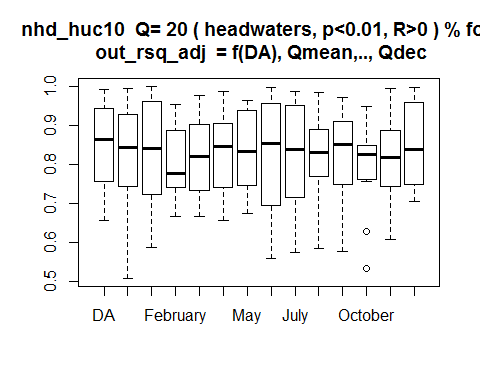 nhd_huc10 Q= 20 ( headwaters, p<0.01, R>0 ) % fo
out_rsq_adj = f(DA), Qmean,.., Qdec
1.0
0.9
0.8
0.7
0.6
0.5
DA February May July October